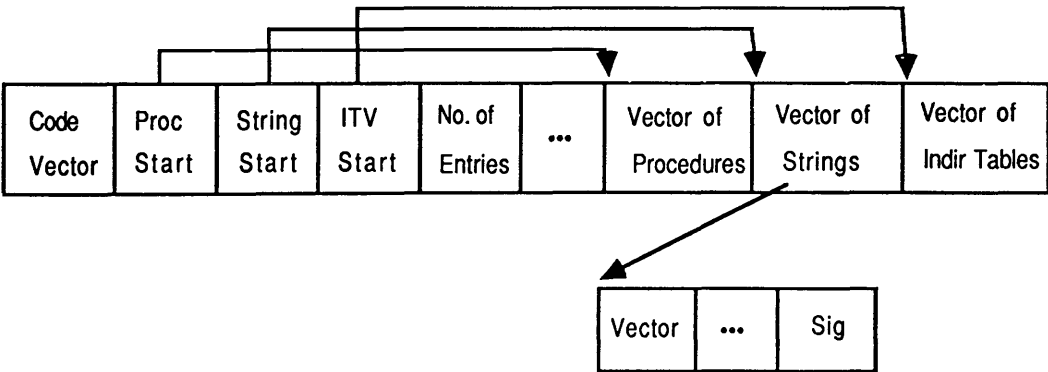 Code Vector
Proc Start
String Start
ITV Start
No. of Entries
•••
Vector of Procedures
Vector of Strings
Vector of Indir Tables
Vector
•••
Sig